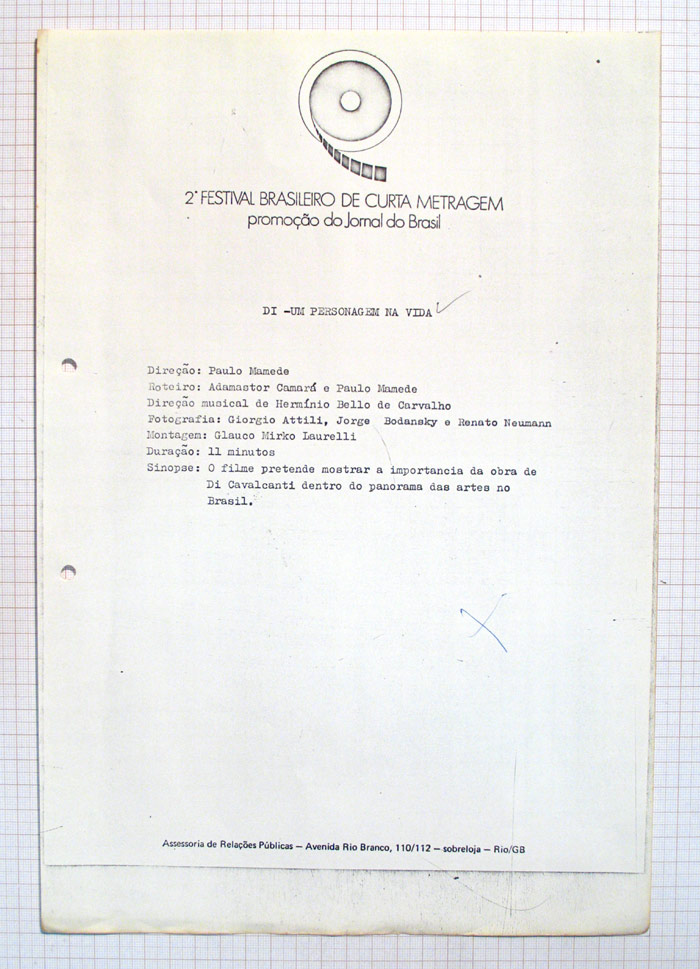 2° FESTIVAL BRASILEIRO DE CURTA METRAGEM
promoção do Jornal do Brasil
DI -UM PERSONAGEM NA VIDA
Direção: Paulo Mamede
Roteiro: Adamastor Camará e Paulo Mamede
Direção musical de Hermínio Bello de Carvalho
Fotografia: Giorgio Attili, Jorge Bodansky e Renato Neumann
Montagem: Glauco Mirko Laurelli
Duração: 11 minutos
Sinopse: O filme pretende mostrar a importancia da obra de
Di Cavalcanti dentro do panorama das artes no
Brasil.
Assessoria de Relações Públicas — Avenida Rio Branco, 110/112 — sobreloja — Rio/GB